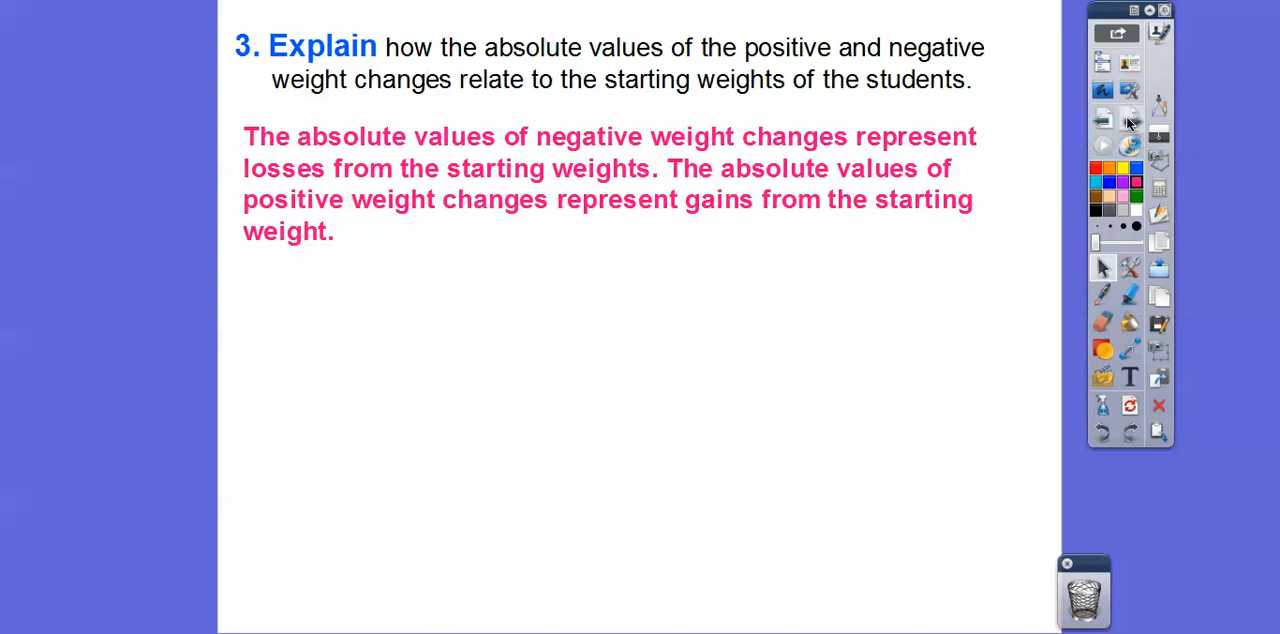 3. Explain how the absolute values of the positive and negative
weight changes relate to the starting weights of the students.
The absolute values of negative weight changes represent
losses from the starting weights. The absolute values of
positive weight changes represent gains from the starting
weight.